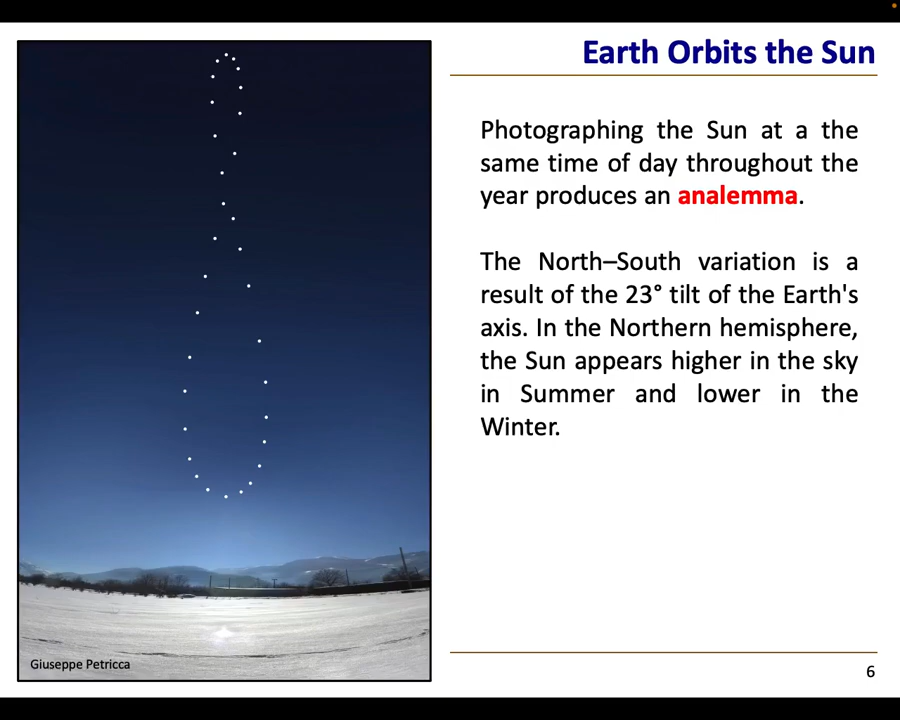 Earth Orbits the Sun
Photographing the Sun at a the
same time of day throughout the
year produces an analemma.
The North–South variation is a
result of the 23° tilt of the Earth's
axis. In the Northern hemisphere,
the Sun appears higher in the sky
in Summer and lower in the
Winter.
Giuseppe Petricca
6